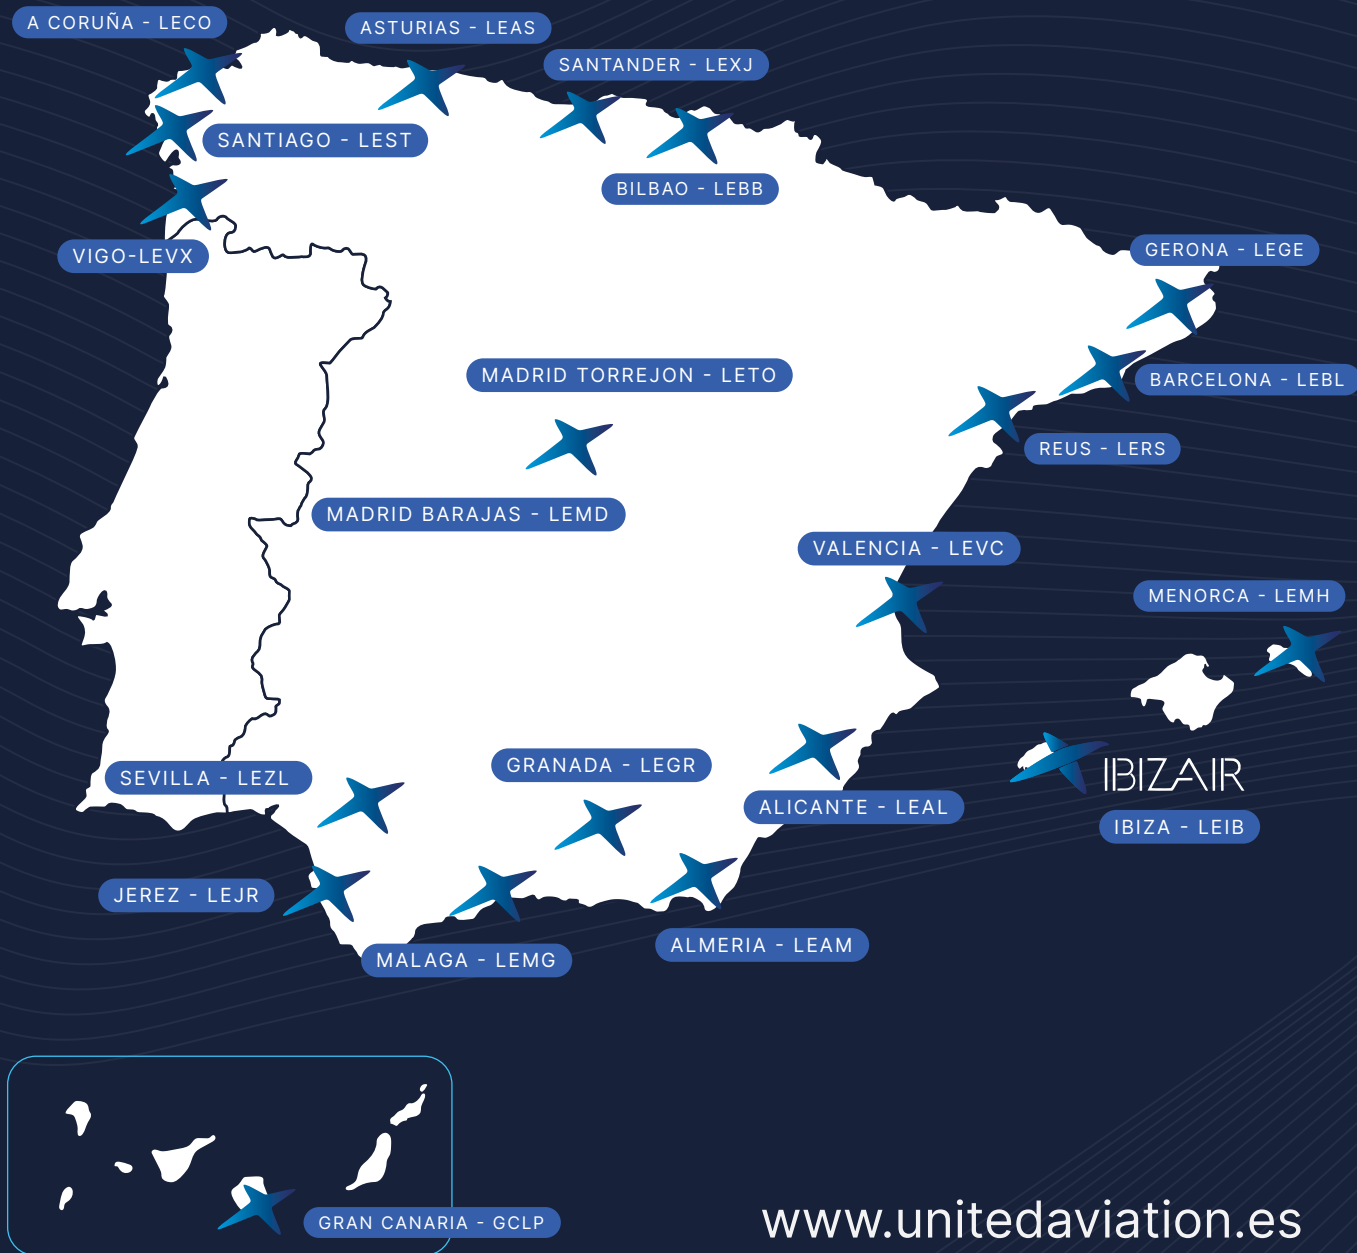 A CORUÑA - LECO
ASTURIAS - LEAS
SANTANDER - LEXJ
SANTIAGO - LEST
BILBAO - LEBB
VIGO-LEVX
GERONA - LEGE
MADRID TORREJON - LETO
BARCELONA - LEBL
REUS - LERS
MADRID BARAJAS - LEMD
VALENCIA - LEVC
MENORCA - LEMH
SEVILLA - LEZL
GRANADA - LEGR
IBIZAIR
ALICANTE - LEAL
IBIZA - LEIB
JEREZ - LEJR
ALMERIA - LEAM
MALAGA - LEMG
GRAN CANARIA - GCLP
www.unitedaviation.es